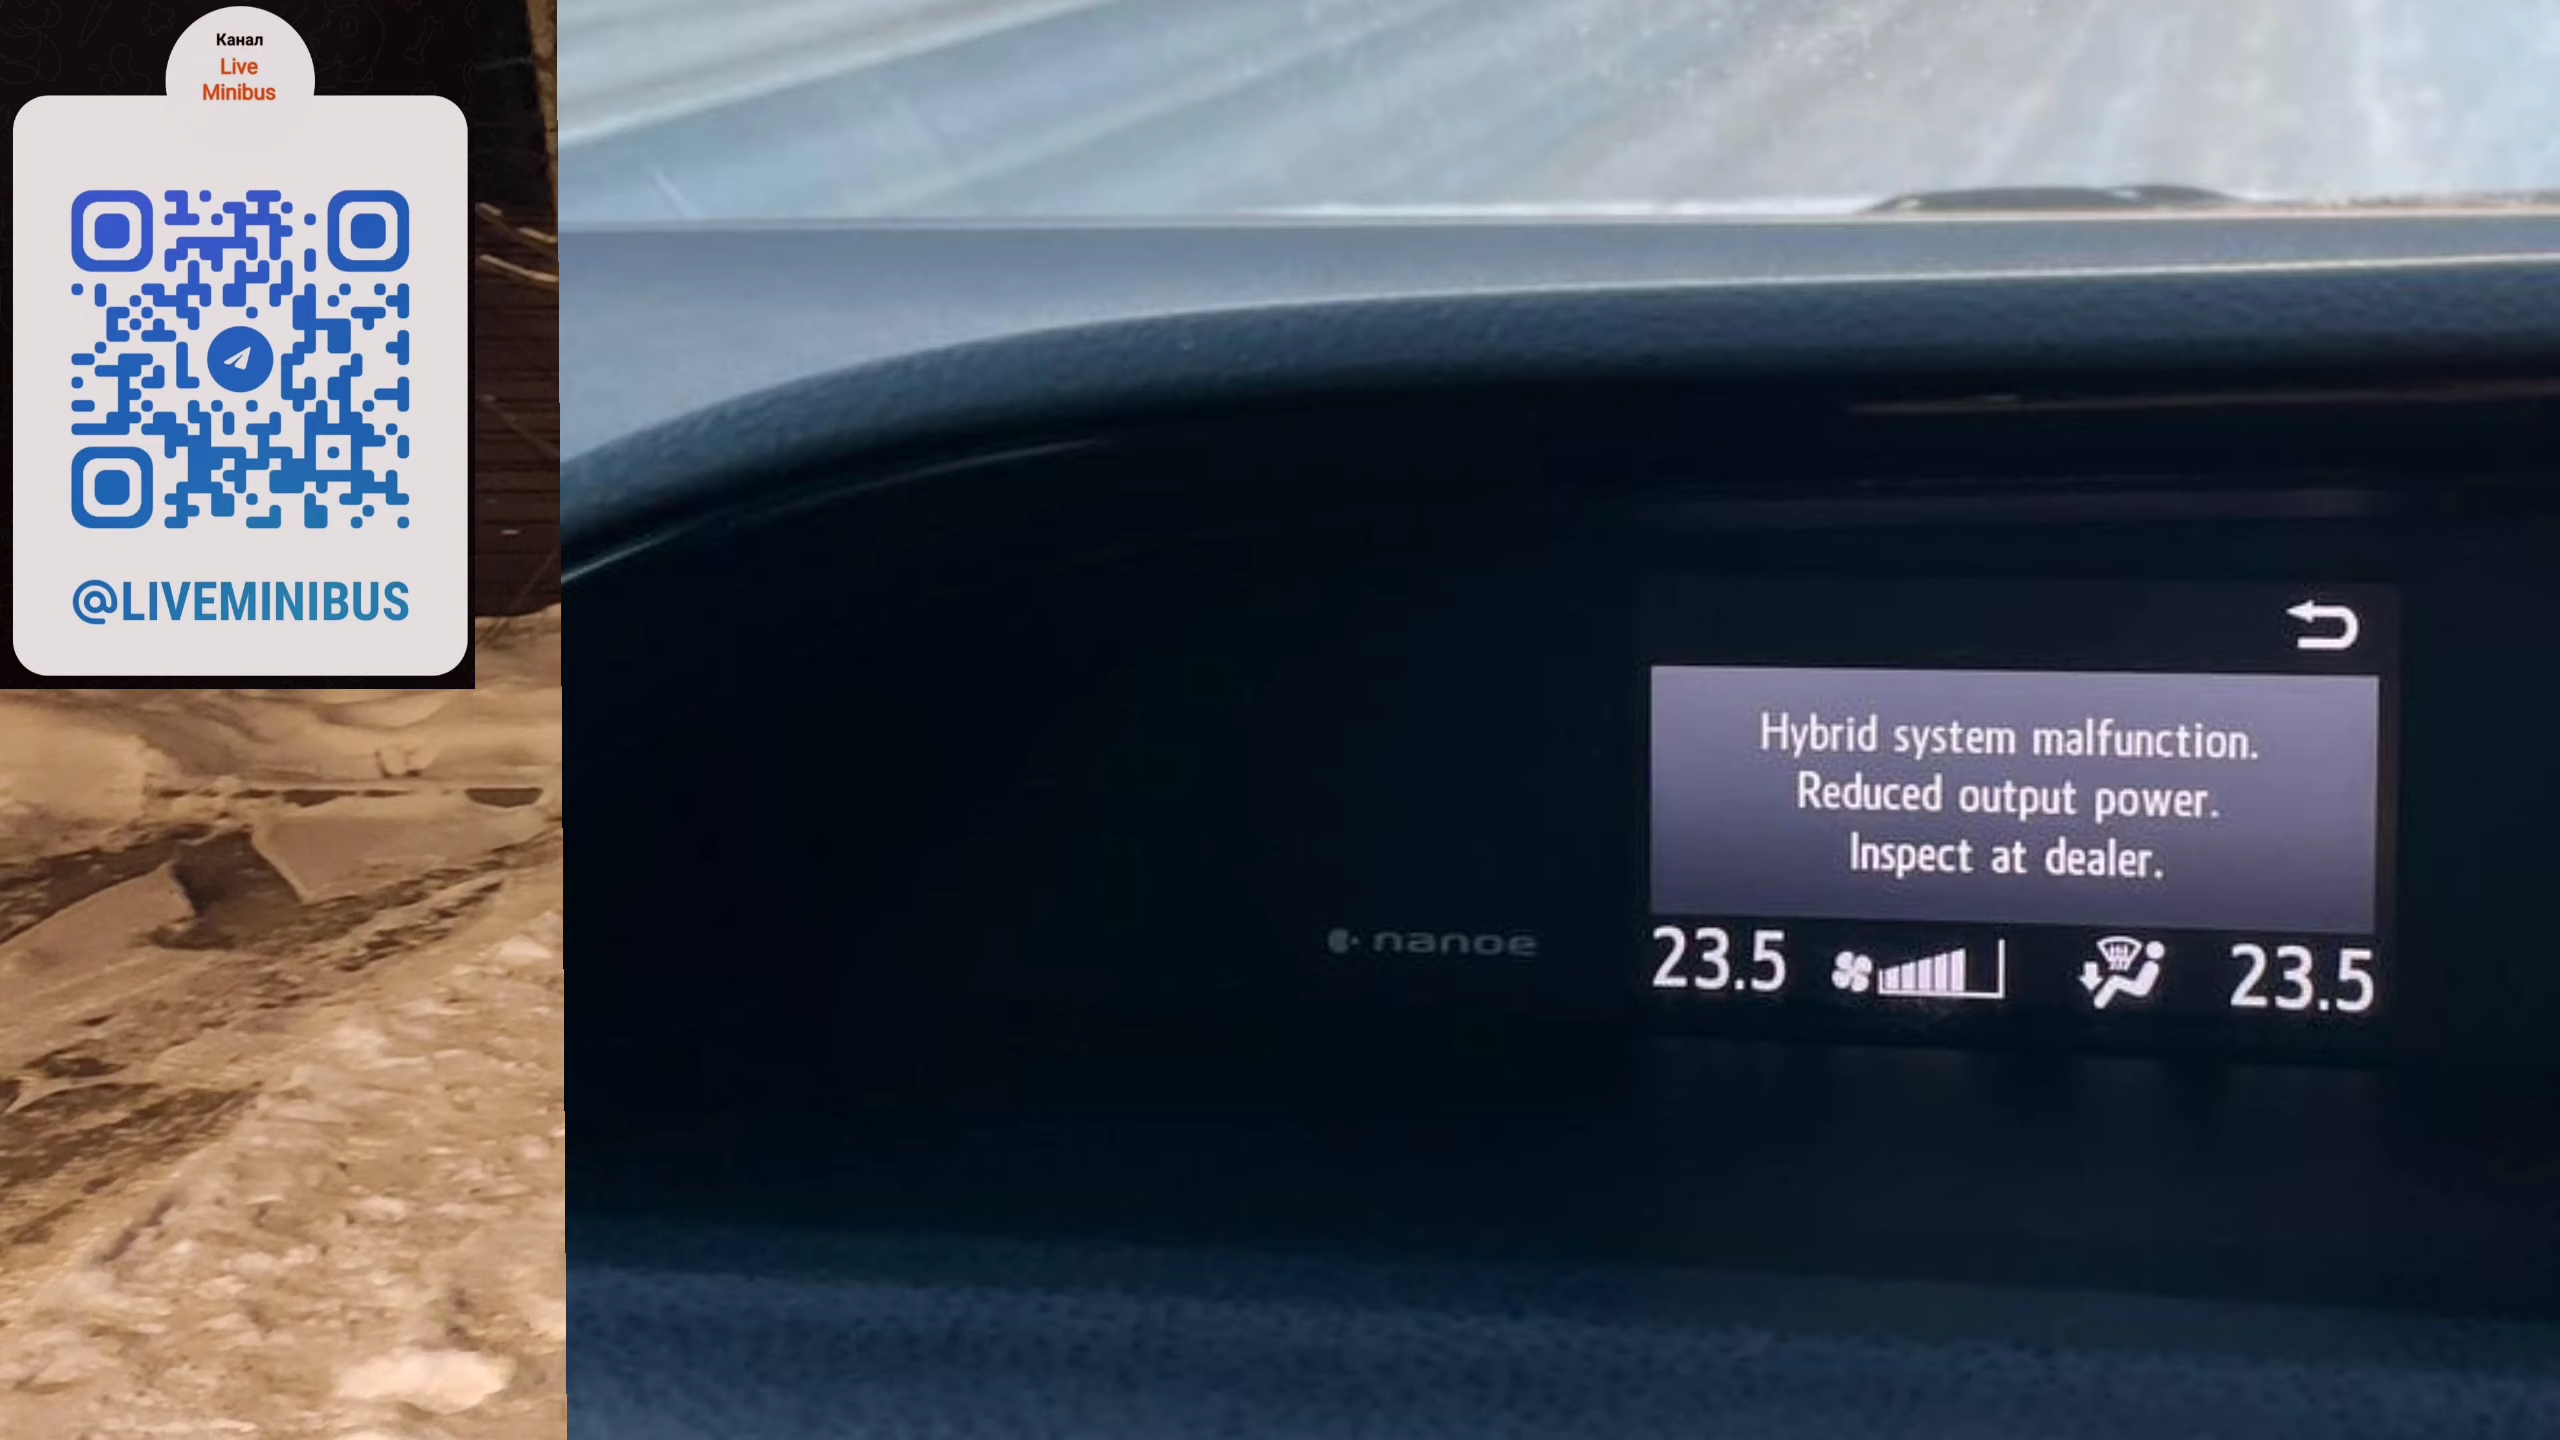 Канал
Live
Minibus
@LIVEMINIBUS
Hybrid system malfunction.
Reduced output power.
Inspect at dealer.
nanoe
23.5
23.5